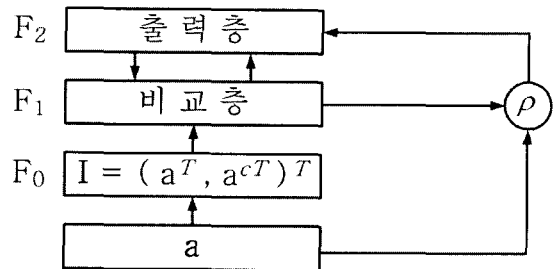 F₂ 출 력 층
F₁ 비 교 층
ρ
F₀ I = ( a^T , a^{cT} )^T
a